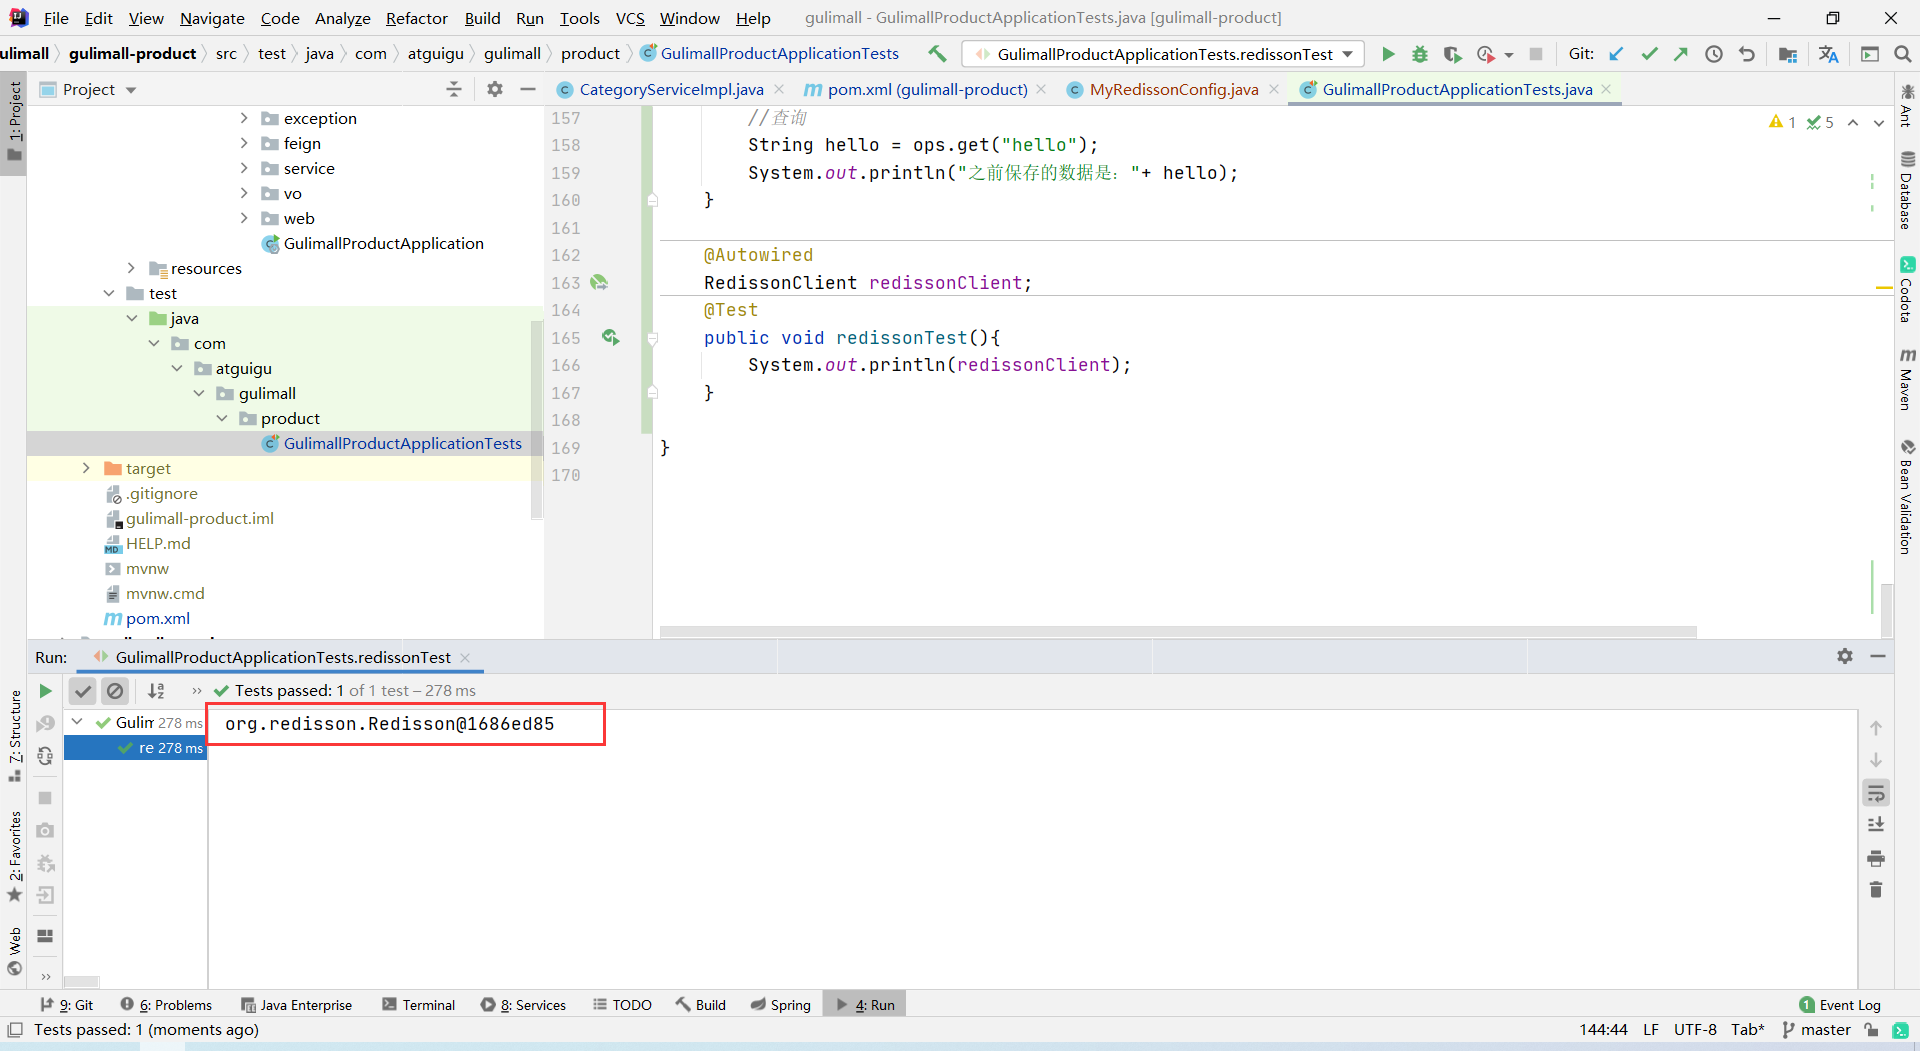 File Edit View Navigate Code Analyze Refactor Build Run Tools VCS Window Help gulimall - GulimallProductApplicationTests.java [gulimall-product]
ulimall gulimall-product src test java com atguigu gulimall product GulimallProductApplicationTests GulimallProductApplicationTests.redissonTest Git:
Project
CategoryServiceImpl.java pom.xml (gulimall-product) MyRedissonConfig.java GulimallProductApplicationTests.java
1: Project
exception
feign
service
vo
web
GulimallProductApplication
resources
test
java
com
atguigu
gulimall
product
GulimallProductApplicationTests
target
.gitignore
gulimall-product.iml
HELP.md
mvnw
mvnw.cmd
pom.xml
157 //查询
158 String hello = ops.get("hello");
159 System.out.println("之前保存的数据是："+ hello);
160 }
161
162 @Autowired
163 RedissonClient redissonClient;
164 @Test
165 public void redissonTest(){
166 System.out.println(redissonClient);
167 }
168
169 }
170
1 5
Ant
Database
Codota
Maven
Bean Validation
Run: GulimallProductApplicationTests.redissonTest
Tests passed: 1 of 1 test – 278 ms
Gulim 278 ms
re 278 ms
org.redisson.Redisson@1686ed85
7: Structure
2: Favorites
Web
9: Git 6: Problems Java Enterprise Terminal 8: Services TODO Build Spring 4: Run 1 Event Log
Tests passed: 1 (moments ago) 144:44 LF UTF-8 Tab* master